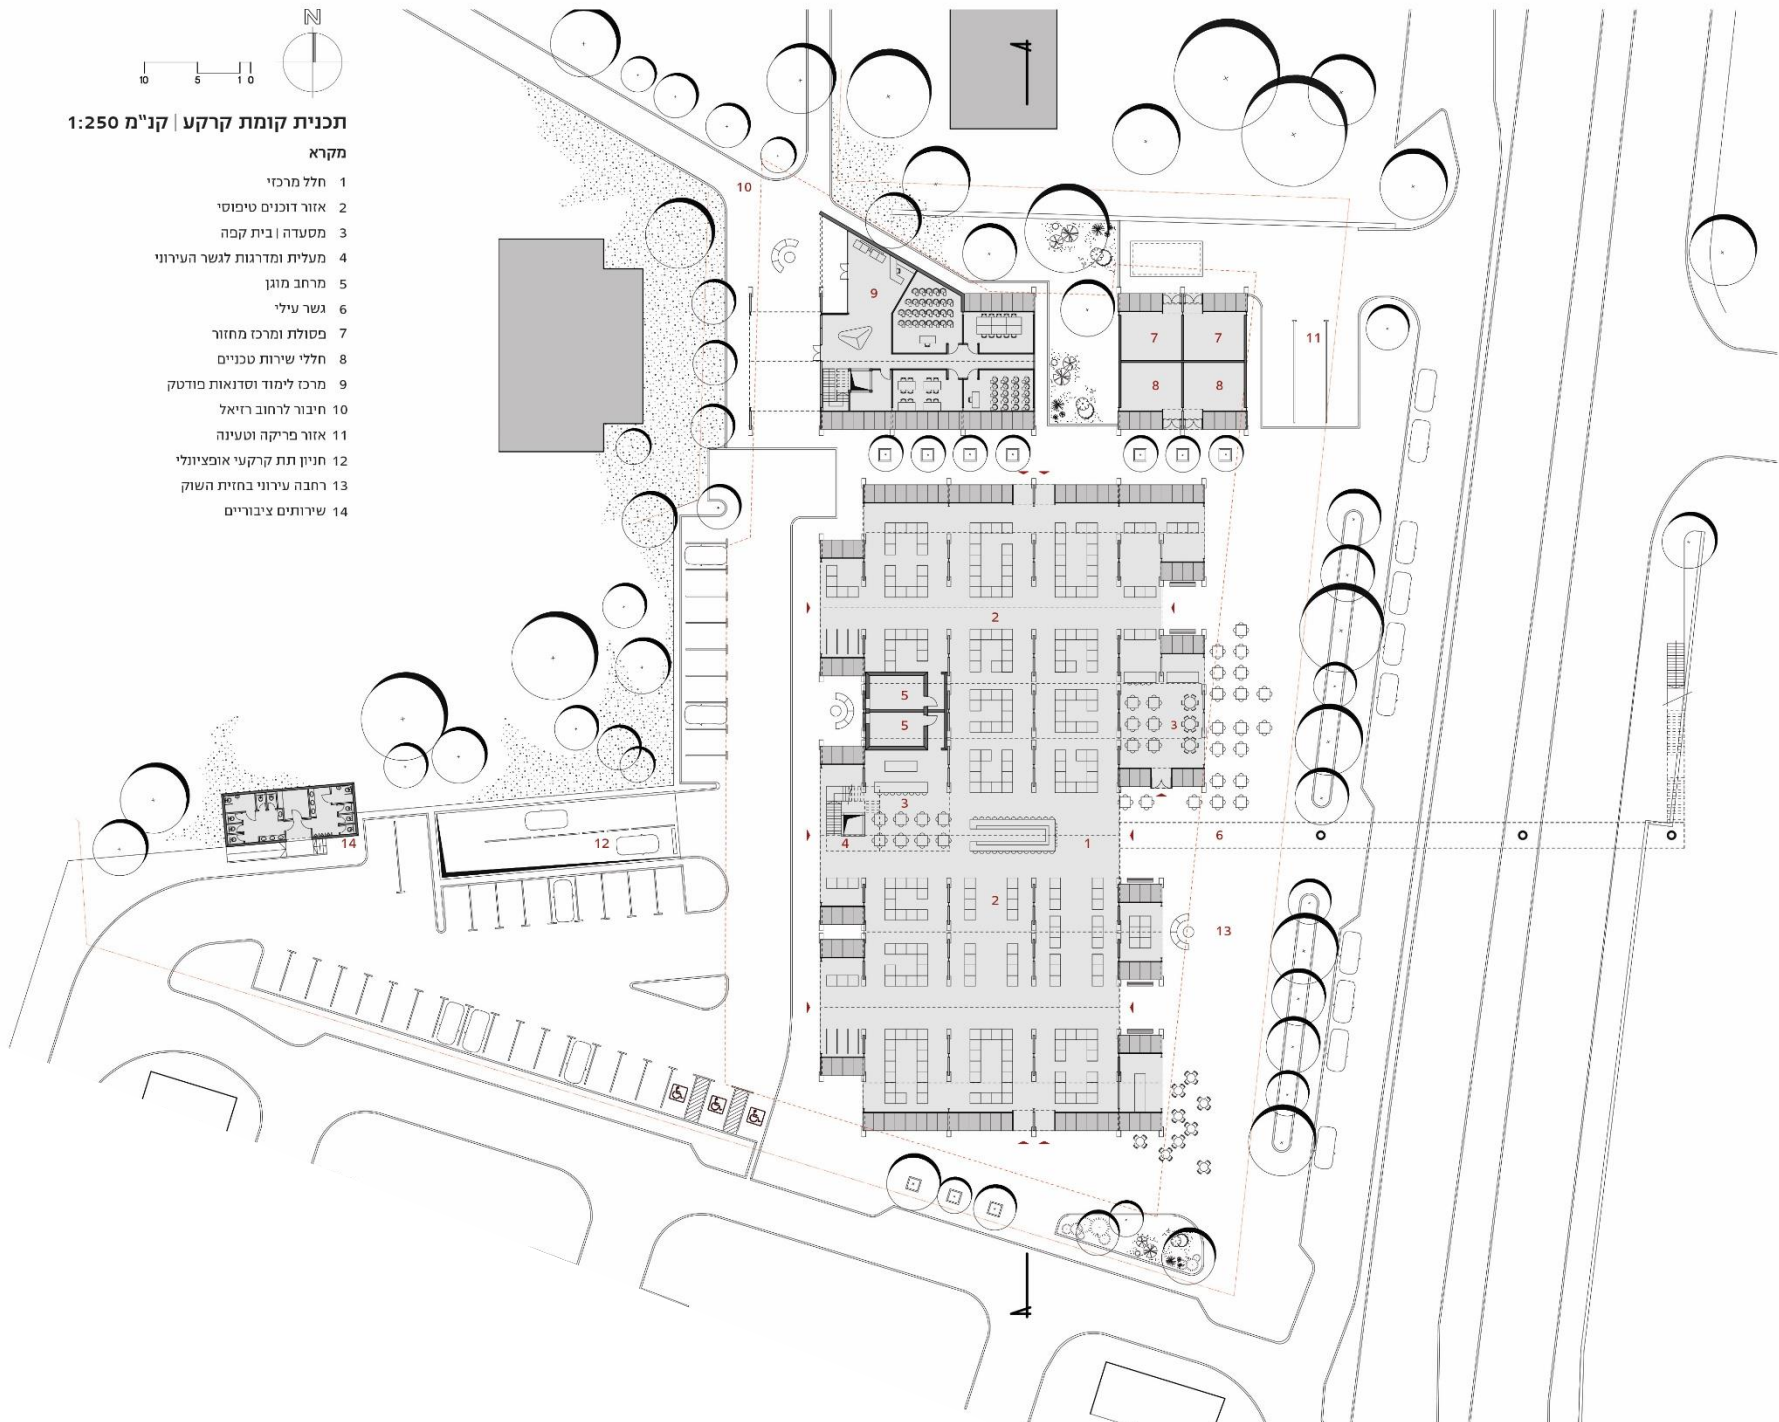 N
10 5 1 0
תכנית קומת קרקע | קנ"מ 1:250
מקרא
1 חלל מרכזי
2 אזור דוכנים טיפוסי
3 מסעדה | בית קפה
4 מעלית ומדרגות לגשר העירוני
5 מרחב מוגן
6 גשר עילי
7 פסולת ומרכז מחזור
8 חללי שירות טכניים
9 מרכז לימוד וסדנאות פודטק
10 חיבור לרחוב רזיאל
11 אזור פריקה וטעינה
12 חניון תת קרקעי אופציונלי
13 רחבה עירוני בחזית השוק
14 שירותים ציבוריים
10
9
7 7 11
8 8
2
5
5
3
3
4 1 6
12
14
2
13